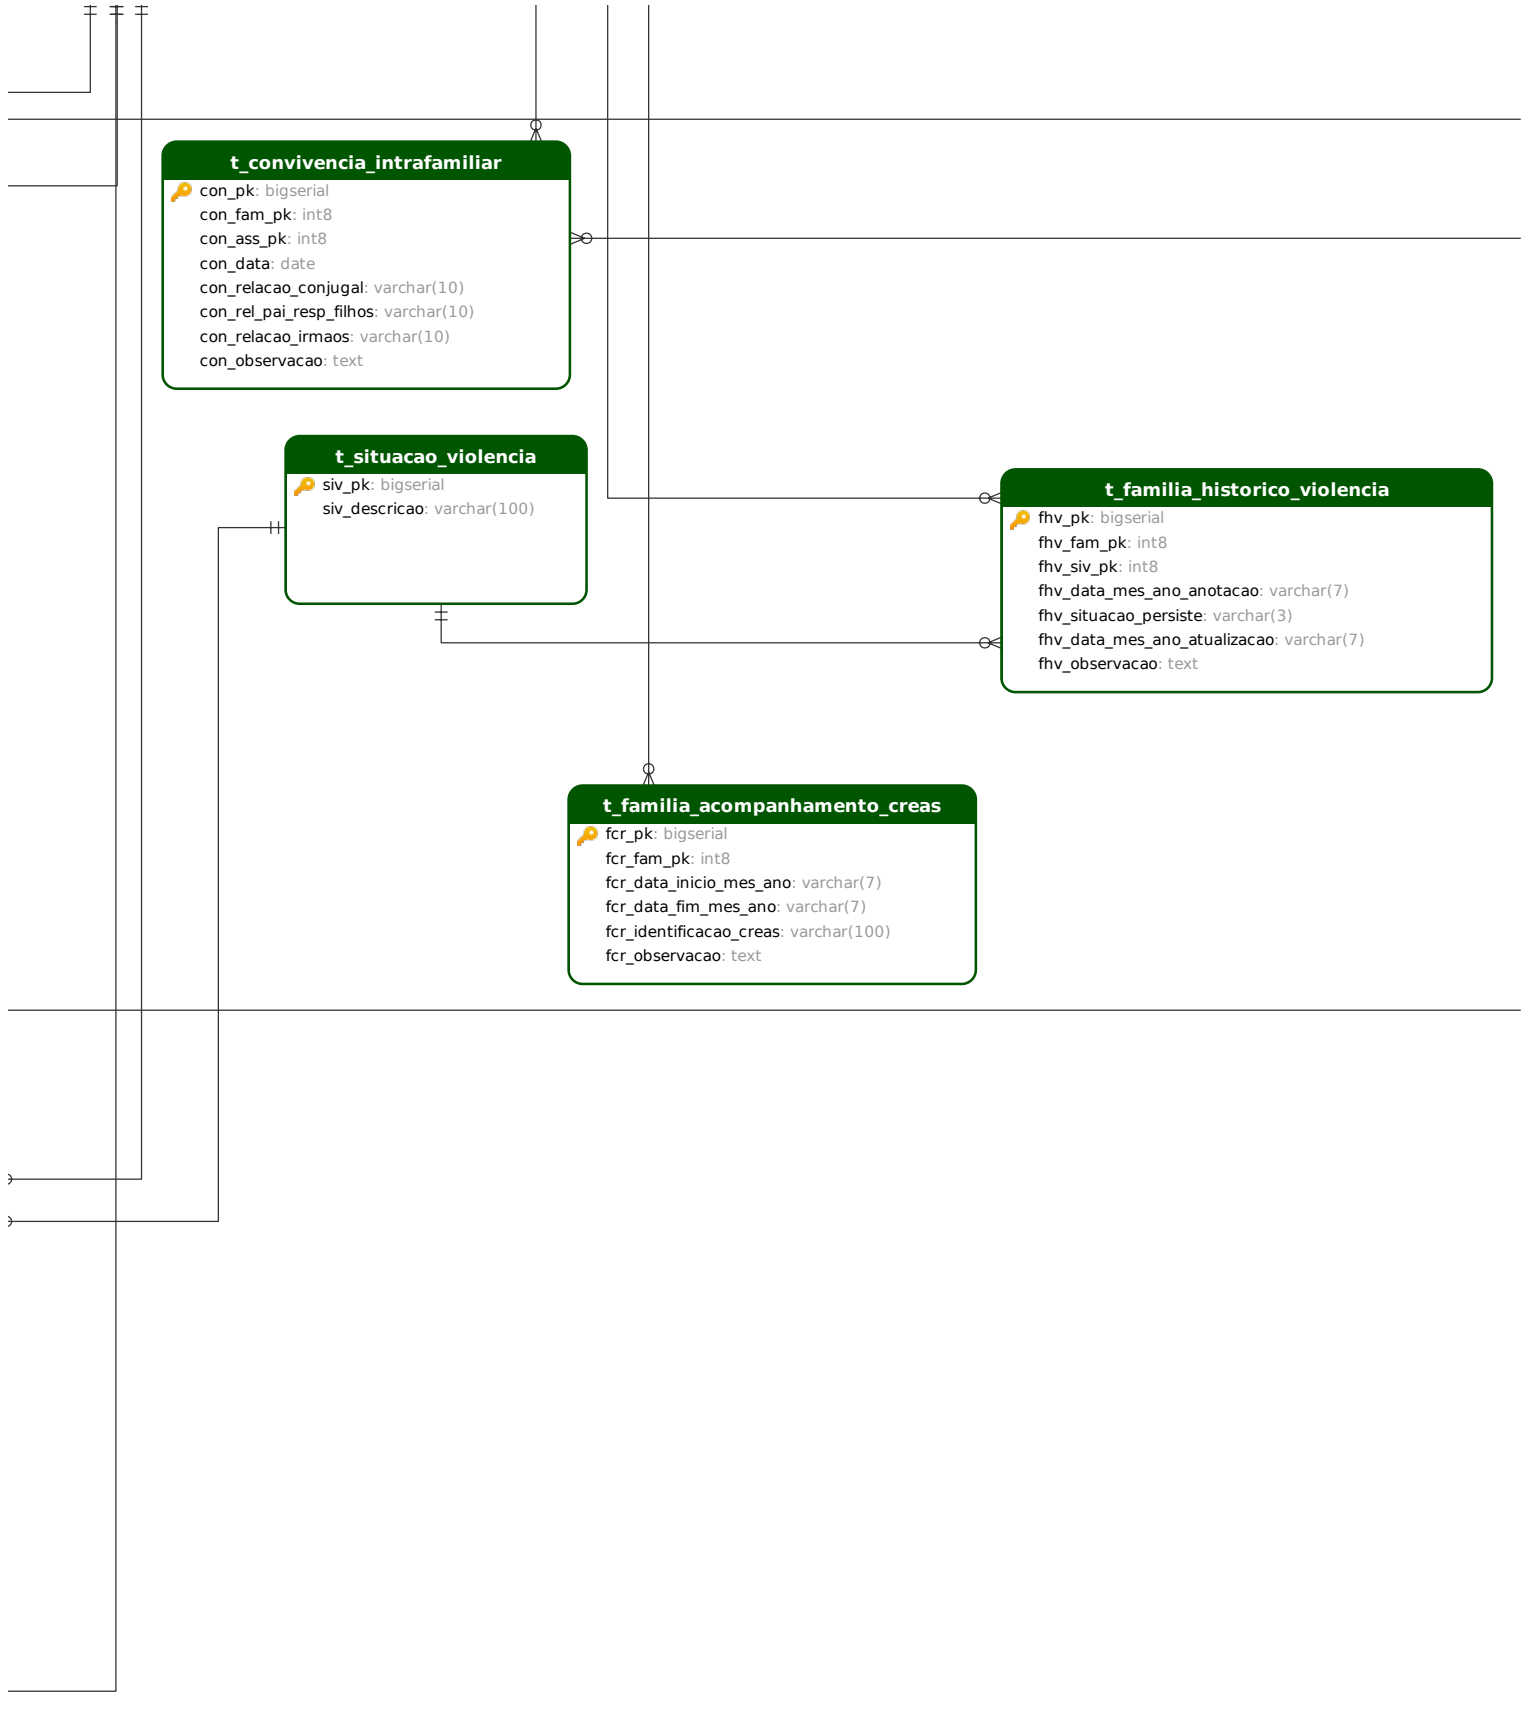 t_convivencia_intrafamiliar
con_pk: bigserial
con_fam_pk: int8
con_ass_pk: int8
con_data: date
con_relacao_conjugal: varchar(10)
con_rel_pai_resp_filhos: varchar(10)
con_relacao_irmaos: varchar(10)
con_observacao: text
t_situacao_violencia
siv_pk: bigserial
siv_descricao: varchar(100)
t_familia_historico_violencia
fhv_pk: bigserial
fhv_fam_pk: int8
fhv_siv_pk: int8
fhv_data_mes_ano_anotacao: varchar(7)
fhv_situacao_persiste: varchar(3)
fhv_data_mes_ano_atualizacao: varchar(7)
fhv_observacao: text
t_familia_acompanhamento_creas
fcr_pk: bigserial
fcr_fam_pk: int8
fcr_data_inicio_mes_ano: varchar(7)
fcr_data_fim_mes_ano: varchar(7)
fcr_identificacao_creas: varchar(100)
fcr_observacao: text